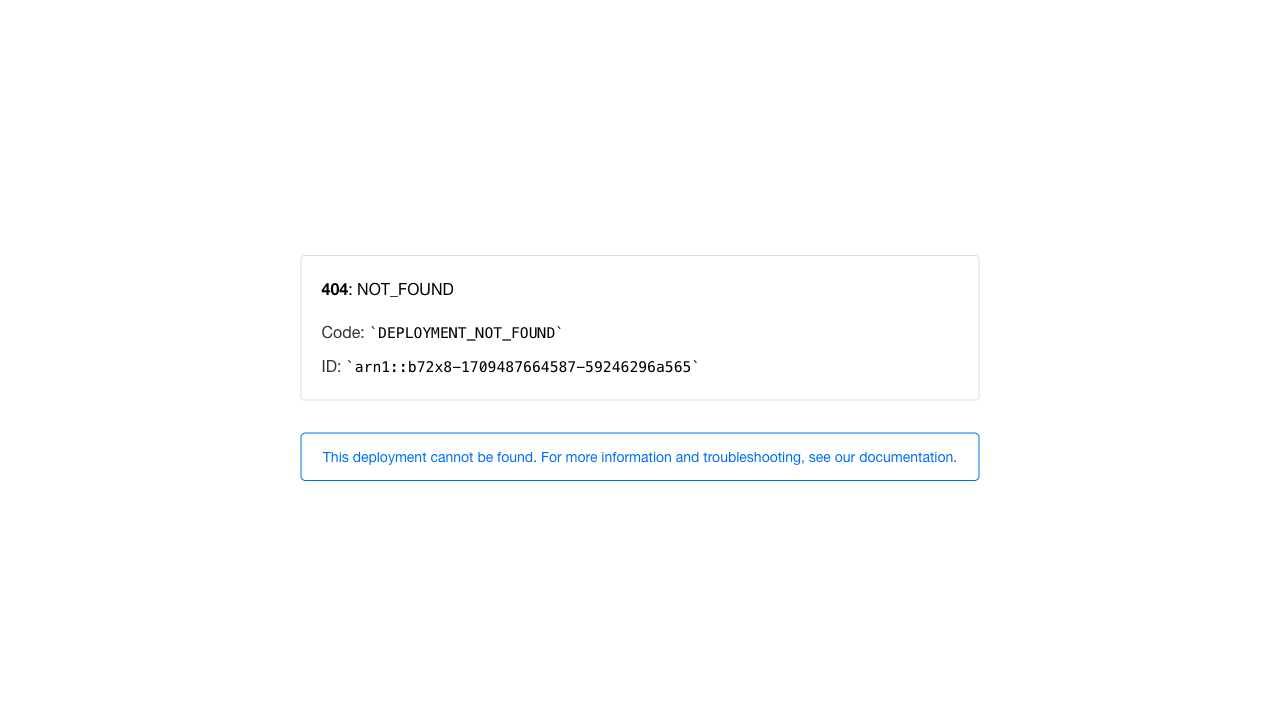 404: NOT_FOUND
Code: `DEPLOYMENT_NOT_FOUND`
ID: `arn1::b72x8-1709487664587-59246296a565`
This deployment cannot be found. For more information and troubleshooting, see our documentation.